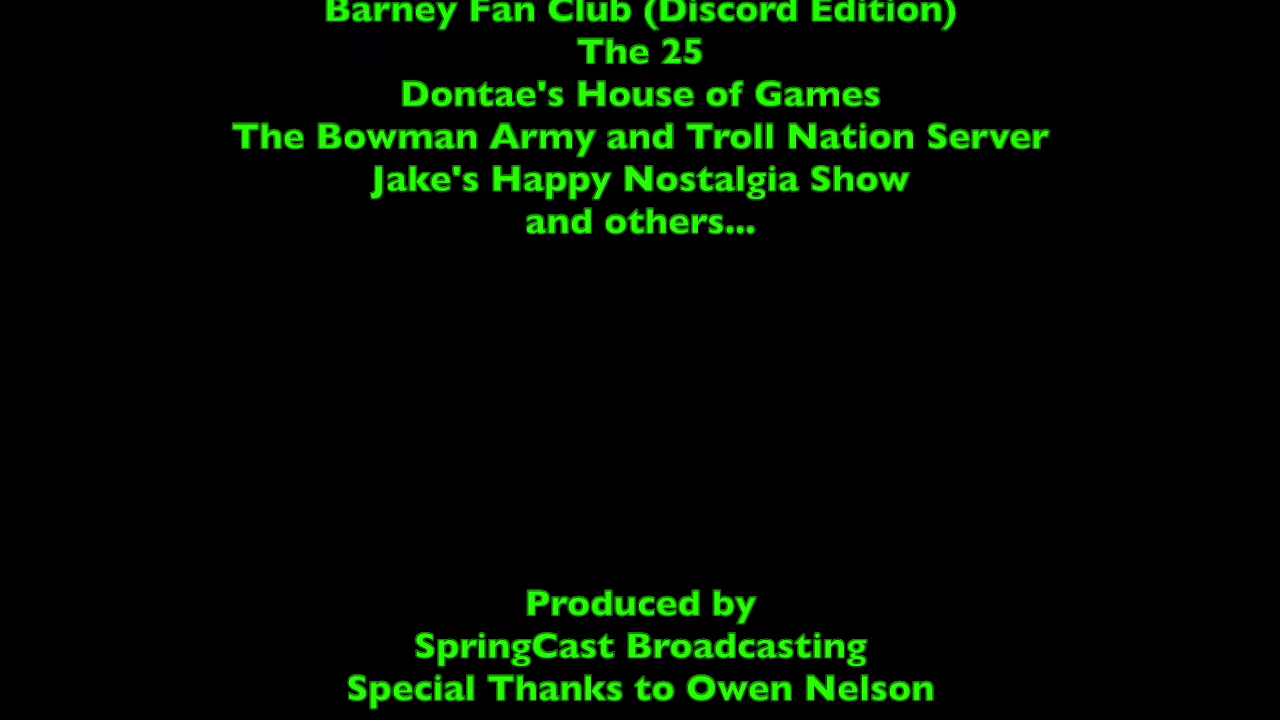 Barney Fan Club (Discord Edition)
The 25
Dontae's House of Games
The Bowman Army and Troll Nation Server
Jake's Happy Nostalgia Show
and others...
Produced by
SpringCast Broadcasting
Special Thanks to Owen Nelson